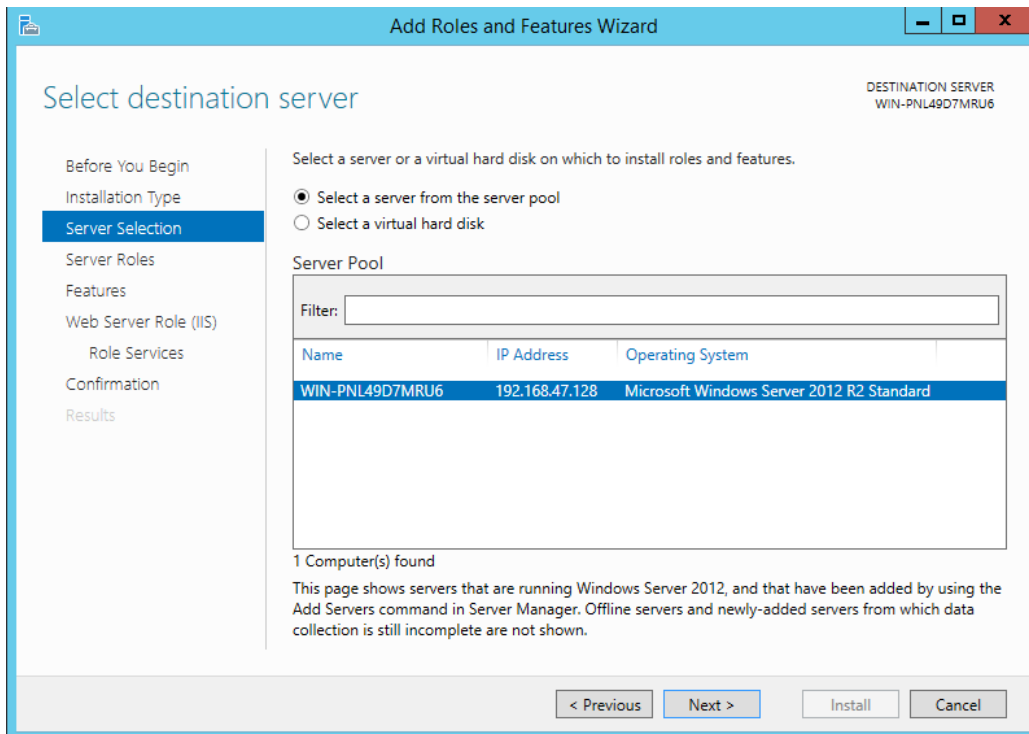 Add Roles and Features Wizard
Select destination server
DESTINATION SERVER
WIN-PNL49D7MRU6
Before You Begin
Installation Type
Server Selection
Server Roles
Features
Web Server Role (IIS)
Role Services
Confirmation
Results
Select a server or a virtual hard disk on which to install roles and features.
Select a server from the server pool
Select a virtual hard disk
Server Pool
Filter:
Name IP Address Operating System
WIN-PNL49D7MRU6 192.168.47.128 Microsoft Windows Server 2012 R2 Standard
1 Computer(s) found
This page shows servers that are running Windows Server 2012, and that have been added by using the
Add Servers command in Server Manager. Offline servers and newly-added servers from which data
collection is still incomplete are not shown.
< Previous Next > Install Cancel